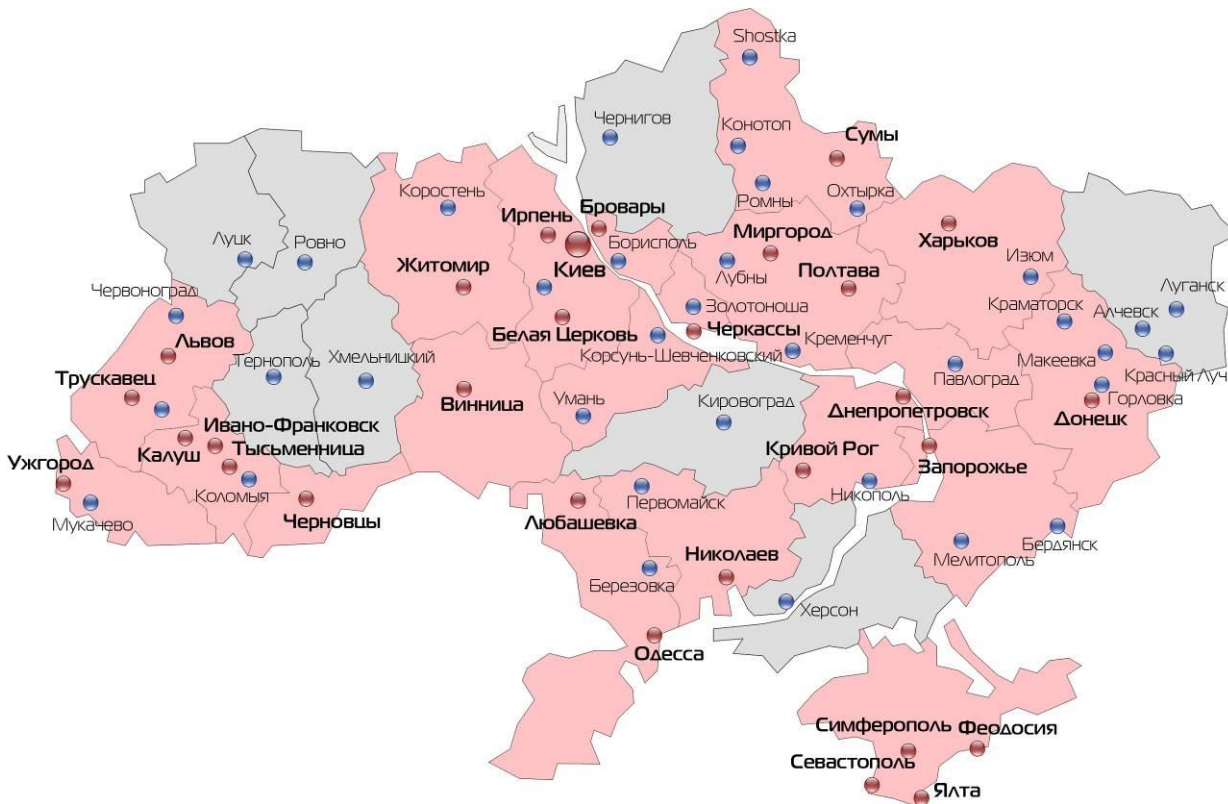 Shostka
Чернигов
Конотоп
Сумы
Коростень
Ромны
Охтырка
Ирпень
Бровары
Борисполь
Миргород
Харьков
Луцк
Ровно
Житомир
Киев
Лубны
Полтава
Изюм
Червоноград
Золотоноша
Краматорск
Алчевск
Луганск
Львов
Белая Церковь
Черкассы
Тернополь
Хмельницкий
Корсунь-Шевченковский
Кременчуг
Макеевка
Красный Луч
Трускавец
Винница
Умань
Павлоград
Горловка
Кировоград
Днепропетровск
Донецк
Ивано-Франковск
Калуш
Тысьменница
Кривой Рог
Запорожье
Ужгород
Коломыя
Никополь
Мукачево
Черновцы
Любашевка
Первомайск
Бердянск
Николаев
Мелитополь
Березовка
Херсон
Одесса
Симферополь
Феодосия
Севастополь
Ялта